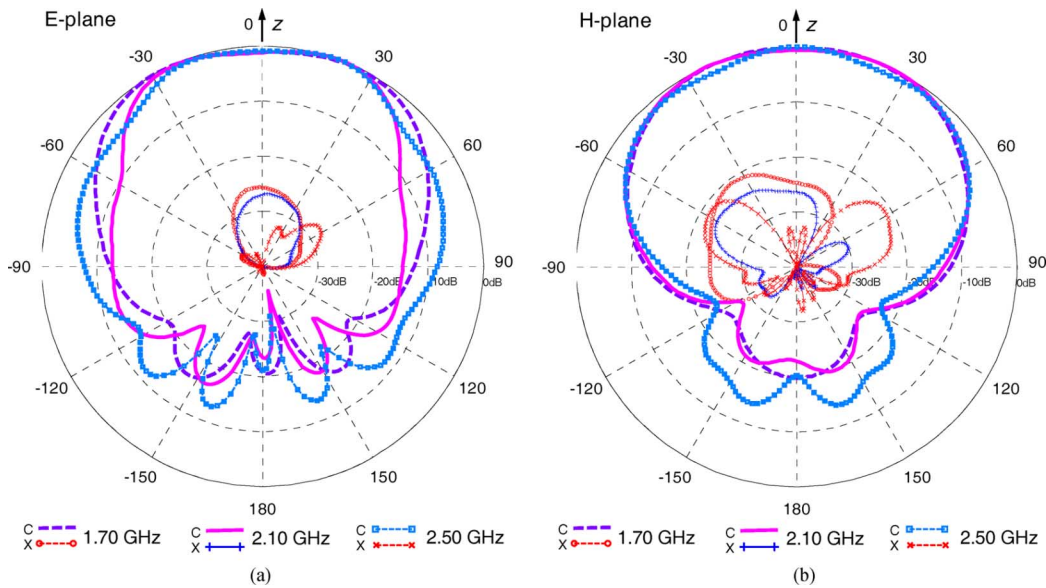 E-plane
0 z
-30 30
-60 60
-90 90
-30dB -20dB -10dB 0dB
-120 120
-150 150
180
C
X
1.70 GHz
C
X
2.10 GHz
C
X
2.50 GHz
(a)
H-plane
0 z
-30 30
-60 60
-90 90
-30dB -20dB -10dB 0dB
-120 120
-150 150
180
C
X
1.70 GHz
C
X
2.10 GHz
C
X
2.50 GHz
(b)